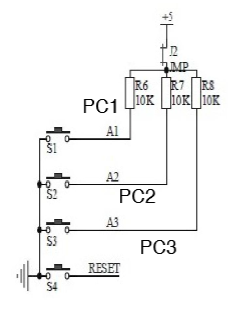 +5
J2
JMP
R6 R7 R8
10K 10K 10K
PC1
A1
S1
A2
S2
PC2
A3
S3
PC3
RESET
S4